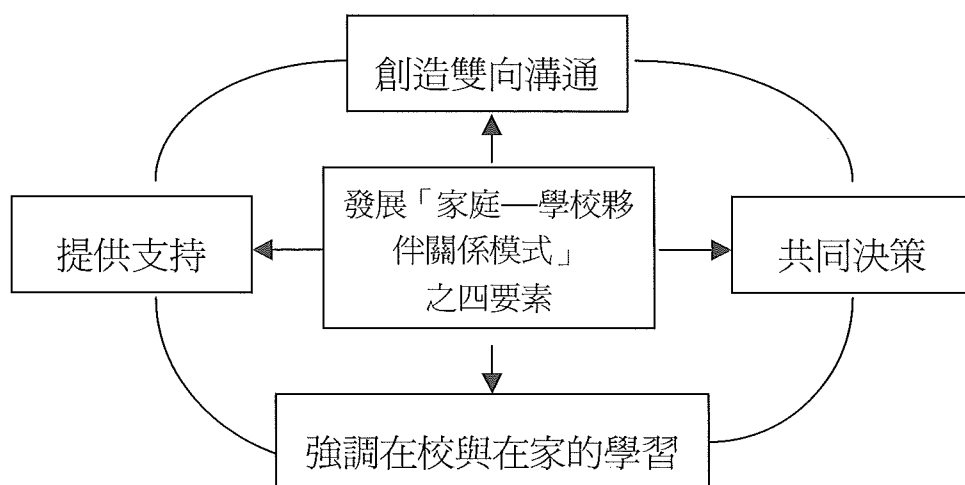 創造雙向溝通
提供支持
發展「家庭──學校夥
伴關係模式」
之四要素
共同決策
強調在校與在家的學習